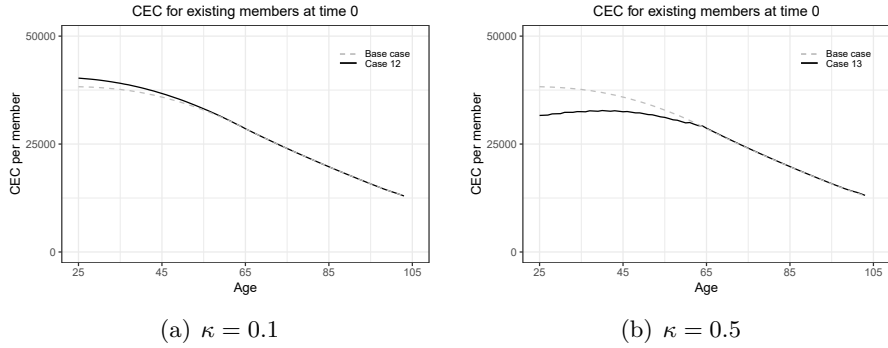 CEC for existing members at time 0
50000
25000
0
CEC per member
Base case
Case 12
25
45
65
85
105
Age
(a) κ = 0.1
CEC for existing members at time 0
50000
25000
0
CEC per member
Base case
Case 13
25
45
65
85
105
Age
(b) κ = 0.5